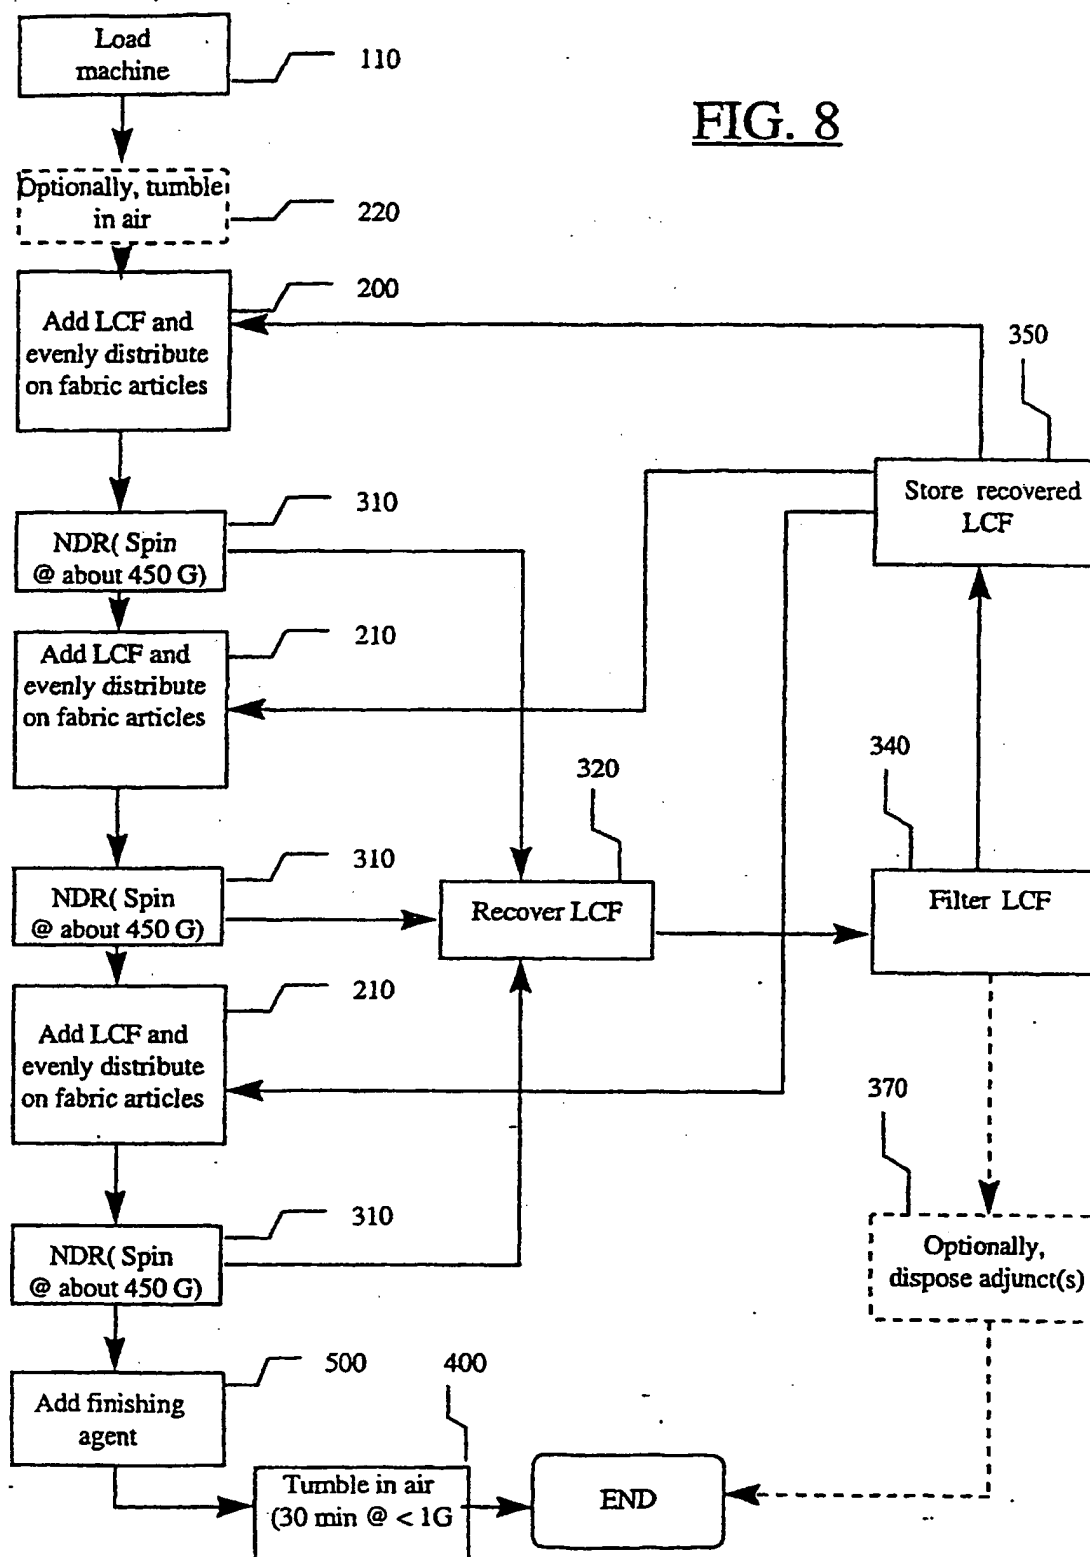 Load
machine
110
FIG. 8
Optionally, tumble
in air
220
200
Add LCF and
evenly distribute
on fabric articles
350
Store recovered
LCF
310
NDR( Spin
@ about 450 G)
210
Add LCF and
evenly distribute
on fabric articles
340
320
310
NDR( Spin
@ about 450 G)
Recover LCF
Filter LCF
210
Add LCF and
evenly distribute
on fabric articles
370
310
NDR( Spin
@ about 450 G)
Optionally,
dispose adjunct(s)
500
400
Add finishing
agent
Tumble in air
(30 min @ < 1G
END